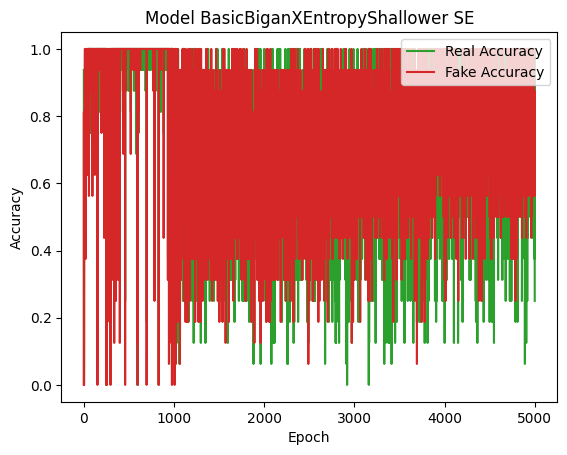 Model BasicBiganXEntropyShallower SE
Real Accuracy
Fake Accuracy
Accuracy
1.0
0.8
0.6
0.4
0.2
0.0
0
1000
2000
3000
4000
5000
Epoch